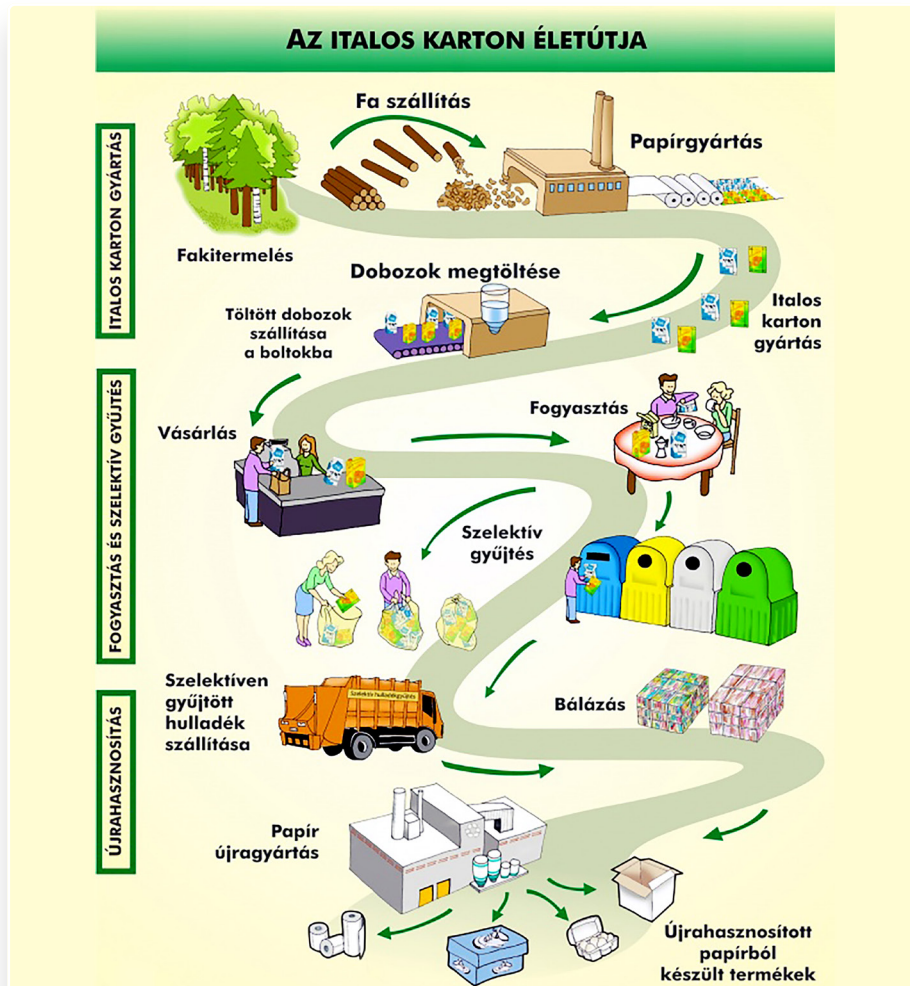 AZ ITALOS KARTON ÉLETÚTJA
ITALOS KARTON GYÁRTÁS
Fa szállítás
Papírgyártás
Fakitermelés
Dobozok megtöltése
Italos
karton
gyártás
Töltött dobozok
szállítása
a boltokba
FOGYASZTÁS ÉS SZELEKTÍV GYŰJTÉS
Vásárlás
Fogyasztás
Szelektív
gyűjtés
ÚJRAHASZNOSÍTÁS
Szelektíven
gyűjtött
hulladék
szállítása
Szelektív hulladékgyűjtés
Bálázás
Papír
újragyártás
Újrahasznosított
papírból
készült termékek